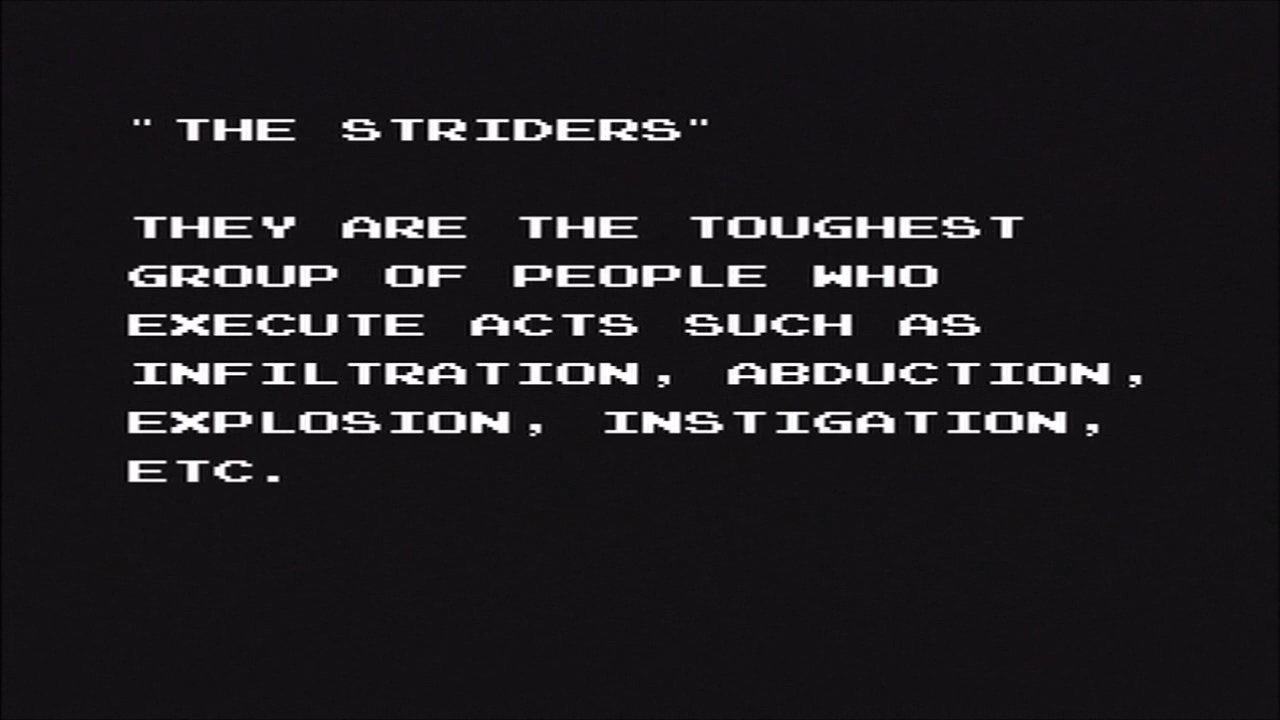 " THE STRIDERS"
THEY ARE THE TOUGHEST
GROUP OF PEOPLE WHO
EXECUTE ACTS SUCH AS
INFILTRATION, ABDUCTION,
EXPLOSION, INSTIGATION,
ETC.